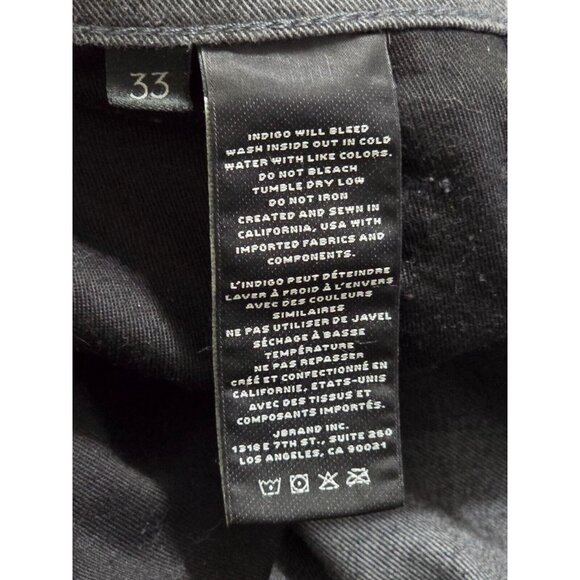 33
INDIGO WILL BLEED
WASH INSIDE OUT IN COLD
WATER WITH LIKE COLORS.
DO NOT BLEACH
TUMBLE DRY LOW
DO NOT IRON
CREATED AND SEWN IN
CALIFORNIA, USA WITH
IMPORTED FABRICS AND
COMPONENTS.
L'INDIGO PEUT DÉTEINDRE
LAVER À FROID À L'ENVERS
AVEC DES COULEURS
SIMILAIRES
NE PAS UTILISER DE JAVEL
SÉCHAGE À BASSE
TEMPÉRATURE
NE PAS REPASSER
CRÉÉ ET CONFECTIONNÉ EN
CALIFORNIE, ETATS-UNIS
AVEC DES TISSUS ET
COMPOSANTS IMPORTÉS.
JBRAND INC.
1318 E 7TH ST., SUITE 260
LOS ANGELES, CA 90021